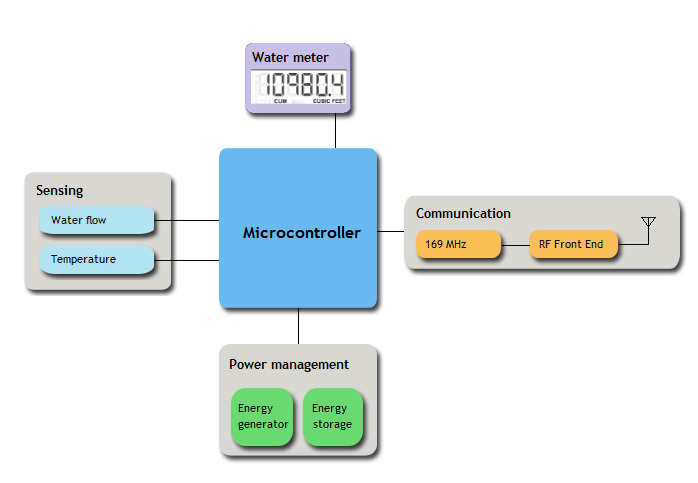 Water meter
10980.4
CUM
CUBIC FEET
Sensing
Water flow
Temperature
Microcontroller
Communication
169 MHz
RF Front End
Power management
Energy
generator
Energy
storage